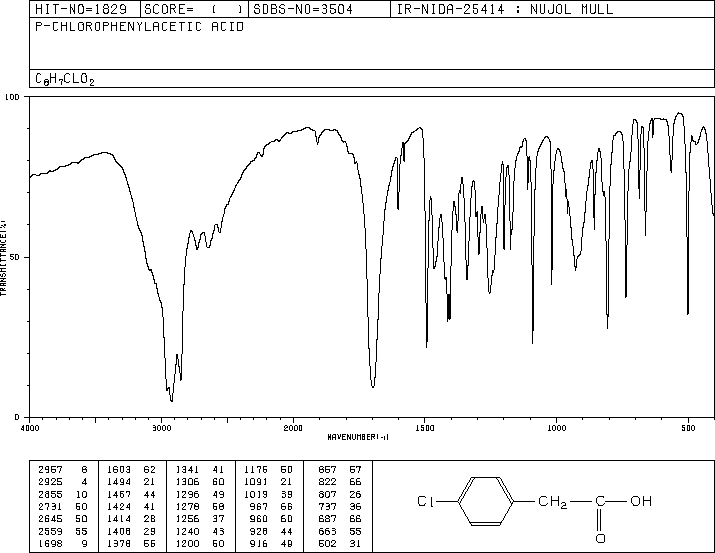 HIT-NO=1829 SCORE= ( ) SDBS-NO=3504 IR-NIDA-25414 : NUJOL MULL
P-CHLOROPHENYLACETIC ACID
C8H7CLO2
100
50
0
TRANSMITTANCE(%)
4000 3000 2000 1500 1000 500
WAVENUMBER(-1)
2957 6 1603 62 1341 41 1176 50 857 57
2925 4 1494 21 1306 60 1091 21 822 66
2855 10 1467 44 1296 49 1019 39 807 26
2731 50 1424 41 1278 58 967 66 737 36
2645 50 1414 28 1256 37 960 60 687 66
2559 55 1408 29 1240 43 928 44 663 55
1698 9 1378 55 1200 50 916 49 502 31
Cl CH2 C OH
O